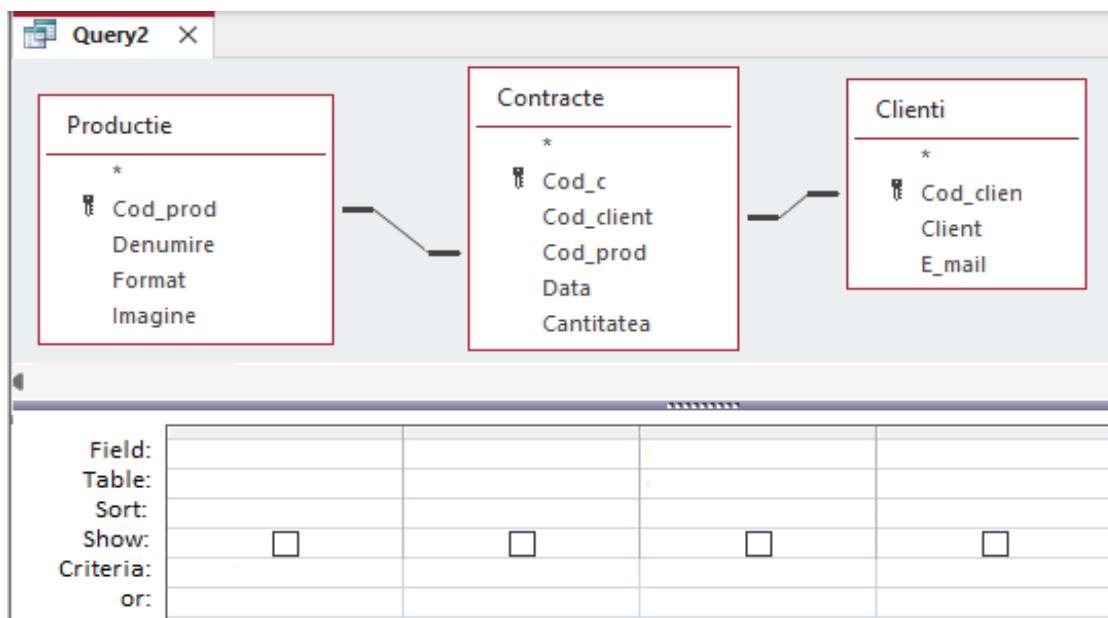 Query2
Productie
*
Cod_prod
Denumire
Format
Imagine
Contracte
*
Cod_c
Cod_client
Cod_prod
Data
Cantitatea
Clienti
*
Cod_clien
Client
E_mail
Field:
Table:
Sort:
Show:
Criteria:
or: